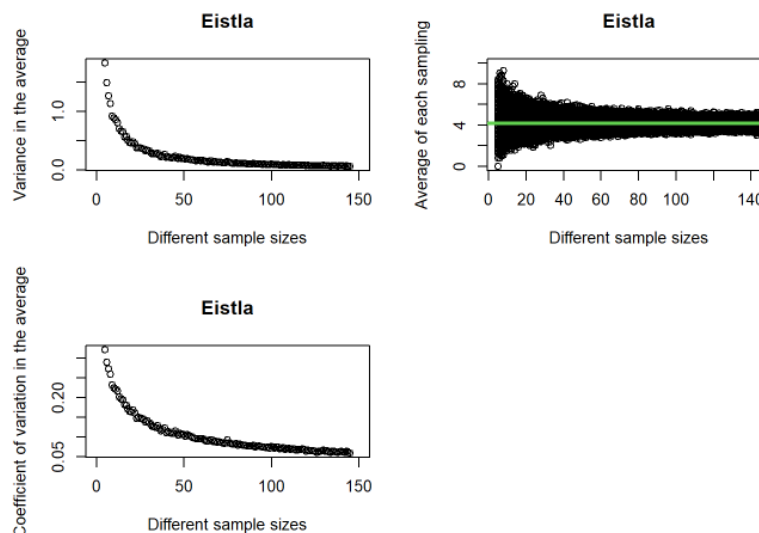 Eistla
Variance in the average
0.0
1.0
0
50
100
150
Different sample sizes
Eistla
Average of each sampling
0
4
8
0
20
40
60
80
100
140
Different sample sizes
Eistla
Coefficient of variation in the average
0.05
0.20
0
50
100
150
Different sample sizes